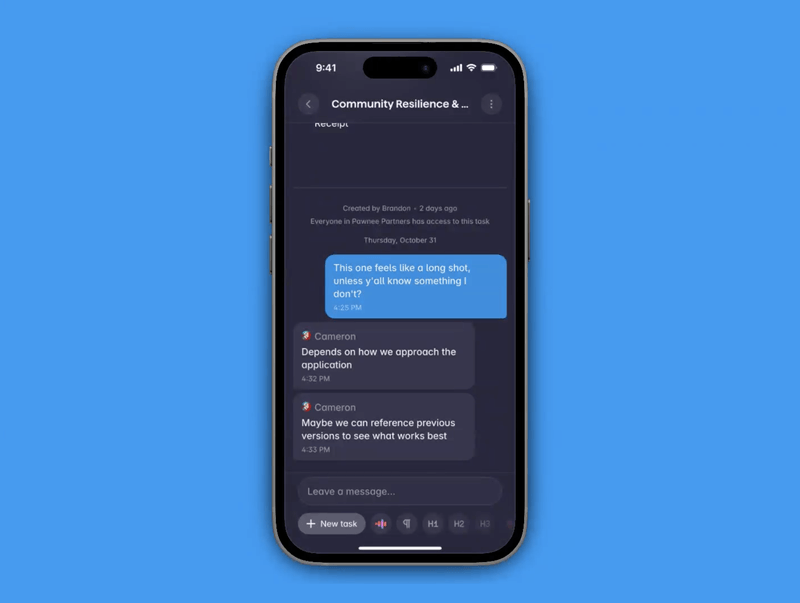 9:41
Community Resilience & ...
Receipt
Created by Brandon • 2 days ago
Everyone in Pawnee Partners has access to this task
Thursday, October 31
This one feels like a long shot,
unless y'all know something I
don't?
4:25 PM
Cameron
Depends on how we approach the
application
4:32 PM
Cameron
Maybe we can reference previous
versions to see what works best
4:33 PM
Leave a message...
+ New task
¶ H1 H2 H3